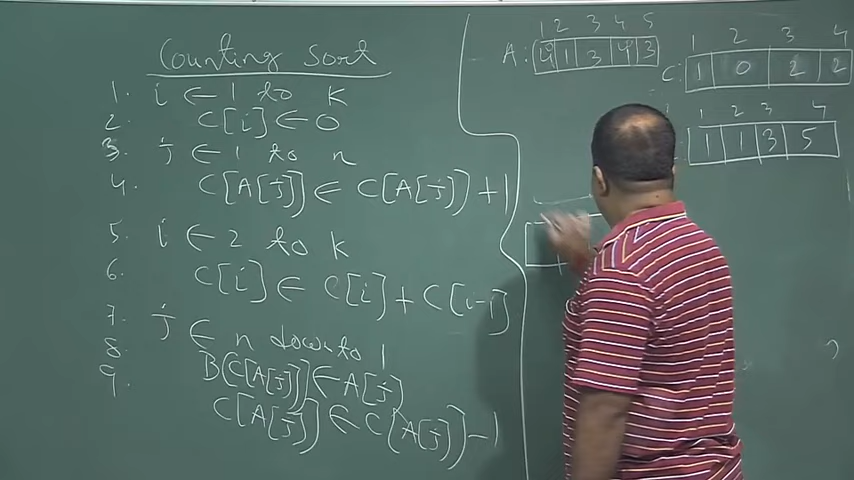 Counting Sort
1. i ← 1 to k
2. C[i] ← 0
3. j ← 1 to n
4. C[A[j]] ← C[A[j]] + 1
5. i ← 2 to k
6. C[i] ← C[i] + C[i-i]
7. j ← n down to 1
8. B[C[A[j]]] ← A[j]
9. C[A[j]] ← C[A[j]] - 1
1 2 3 4 5
A: 4 1 3 4 3
1 2 3 4
C: 1 0 2 2
1 2 3 4
1 1 3 5